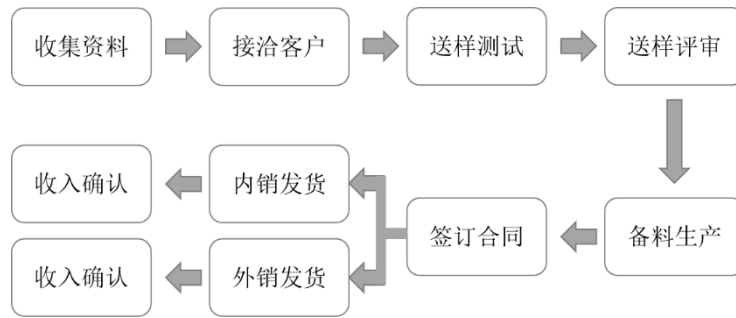 收集资料
接洽客户
送样测试
送样评审
备料生产
签订合同
内销发货
收入确认
外销发货
收入确认